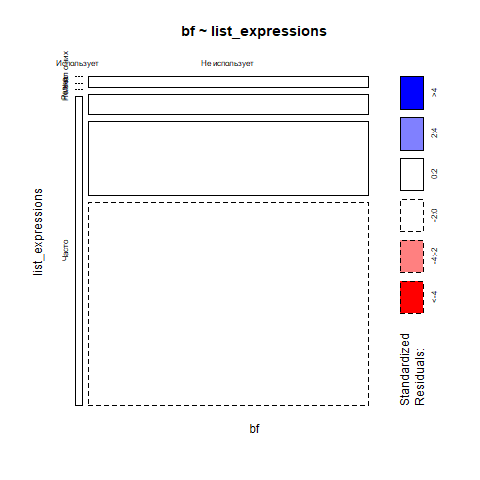 bf ~ list_expressions
Использует
Не использует
Часто
list_expressions
bf
>4
2:4
0:2
-2:0
-4:-2
<-4
Standardized
Residuals: